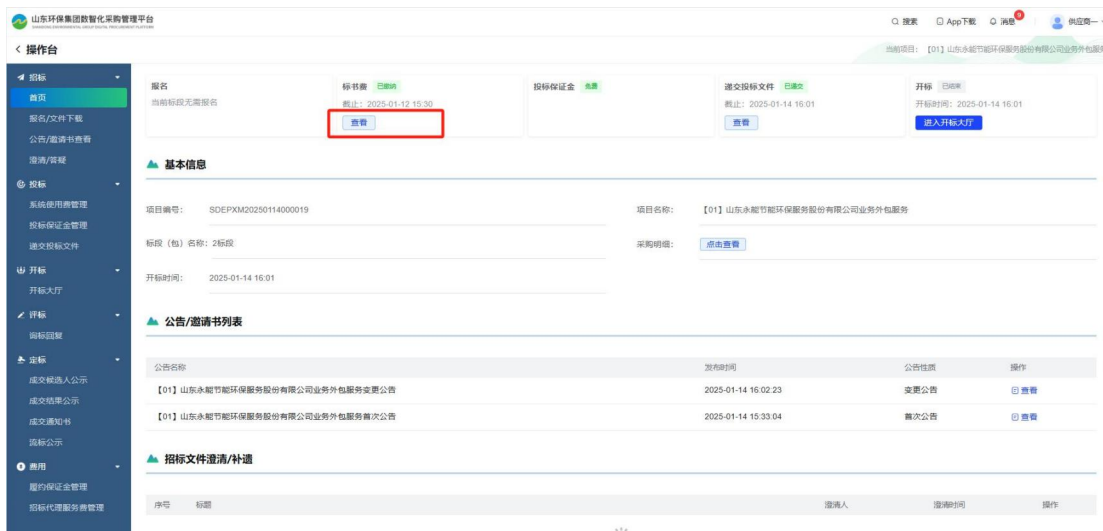 山东环保集团数智化采购管理平台
搜索 App下载 消息 9 供应商一
操作台
当前项目：【01】山东永能节能环保服务股份有限公司业务外包服务
招标
首页
报名/文件下载
公告/邀请书查看
澄清/答疑
投标
系统使用费管理
投标保证金管理
递交投标文件
开标
开标大厅
评标
询标回复
定标
成交候选人公示
成交结果公示
成交通知书
流标公示
费用
履约保证金管理
招标代理服务费管理
报名
当前标段无需报名
标书费 已缴纳
截止：2025-01-12 15:30
查看
投标保证金 免费
递交投标文件 已递交
截止：2025-01-14 16:01
查看
开标 已结束
开标时间：2025-01-14 16:01
进入开标大厅
基本信息
项目编号： SDEPXM20250114000019
项目名称： 【01】山东永能节能环保服务股份有限公司业务外包服务
标段（包）名称：2标段
采购明细： 点击查看
开标时间： 2025-01-14 16:01
公告/邀请书列表
公告名称 发布时间 公告性质 操作
【01】山东永能节能环保服务股份有限公司业务外包服务变更公告 2025-01-14 16:02:23 变更公告 查看
【01】山东永能节能环保服务股份有限公司业务外包服务首次公告 2025-01-14 15:33:04 首次公告 查看
招标文件澄清/补遗
序号 标题 澄清人 澄清时间 操作